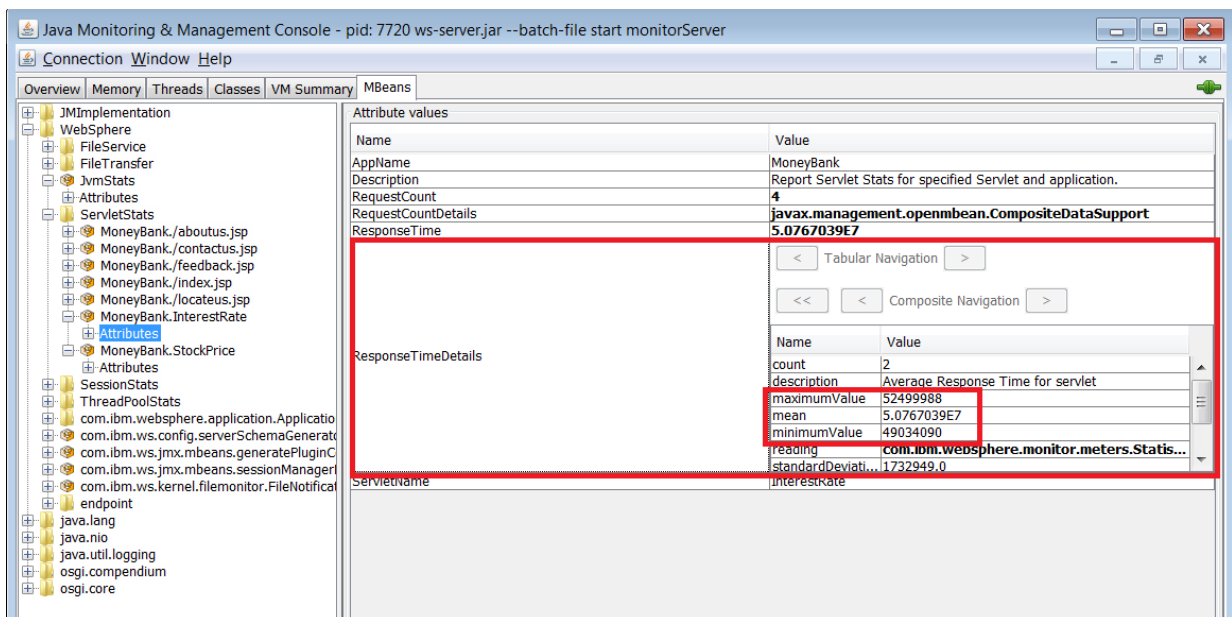 Java Monitoring & Management Console - pid: 7720 ws-server.jar --batch-file start monitorServer
Connection Window Help
Overview Memory Threads Classes VM Summary MBeans
JMImplementation
WebSphere
FileService
FileTransfer
JvmStats
Attributes
ServletStats
MoneyBank./aboutus.jsp
MoneyBank./contactus.jsp
MoneyBank./feedback.jsp
MoneyBank./index.jsp
MoneyBank./locateus.jsp
MoneyBank.InterestRate
Attributes
MoneyBank.StockPrice
Attributes
SessionStats
ThreadPoolStats
com.ibm.websphere.application.Applicatio
com.ibm.ws.config.serverSchemaGenerato
com.ibm.ws.jmx.mbeans.generatePluginC
com.ibm.ws.jmx.mbeans.sessionManager
com.ibm.ws.kernel.filemonitor.FileNotificat
endpoint
java.lang
java.nio
java.util.logging
osgi.compendium
osgi.core
Attribute values
Name Value
AppName MoneyBank
Description Report Servlet Stats for specified Servlet and application.
RequestCount 4
RequestCountDetails javax.management.openmbean.CompositeDataSupport
ResponseTime 5.0767039E7
ResponseTimeDetails
< Tabular Navigation >
<< < Composite Navigation >
Name Value
count 2
description Average Response Time for servlet
maximumValue 52499988
mean 5.0767039E7
minimumValue 49034090
reading com.ibm.websphere.monitor.meters.Statis...
standardDeviati... 1732949.0
ServletName InterestRate